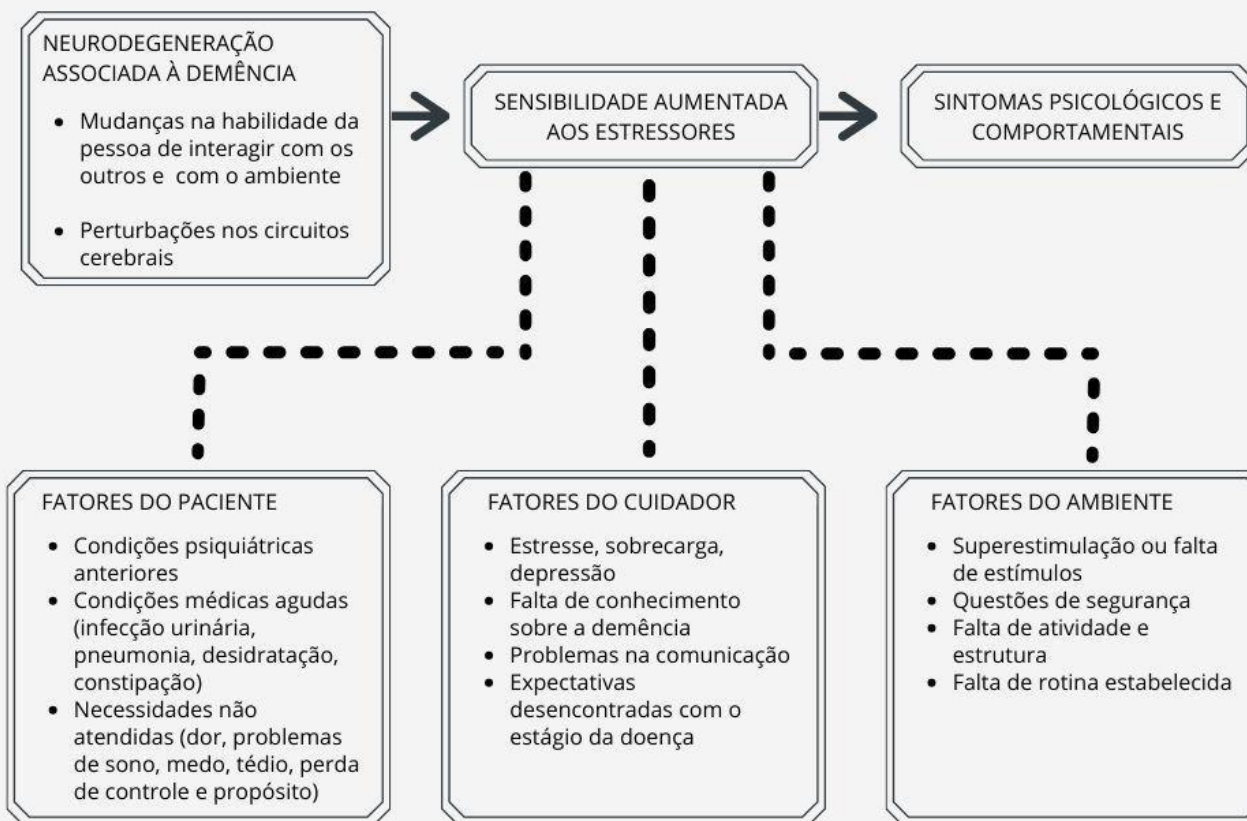 NEURODEGENERAÇÃO
ASSOCIADA À DEMÊNCIA
• Mudanças na habilidade da
pessoa de interagir com os
outros e com o ambiente
• Perturbações nos circuitos
cerebrais
SENSIBILIDADE AUMENTADA
AOS ESTRESSORES
SINTOMAS PSICOLÓGICOS E
COMPORTAMENTAIS
FATORES DO PACIENTE
• Condições psiquiátricas
anteriores
• Condições médicas agudas
(infecção urinária,
pneumonia, desidratação,
constipação)
• Necessidades não
atendidas (dor, problemas
de sono, medo, tédio, perda
de controle e propósito)
FATORES DO CUIDADOR
• Estresse, sobrecarga,
depressão
• Falta de conhecimento
sobre a demência
• Problemas na comunicação
• Expectativas
desencontradas com o
estágio da doença
FATORES DO AMBIENTE
• Superestimulação ou falta
de estímulos
• Questões de segurança
• Falta de atividade e
estrutura
• Falta de rotina estabelecida